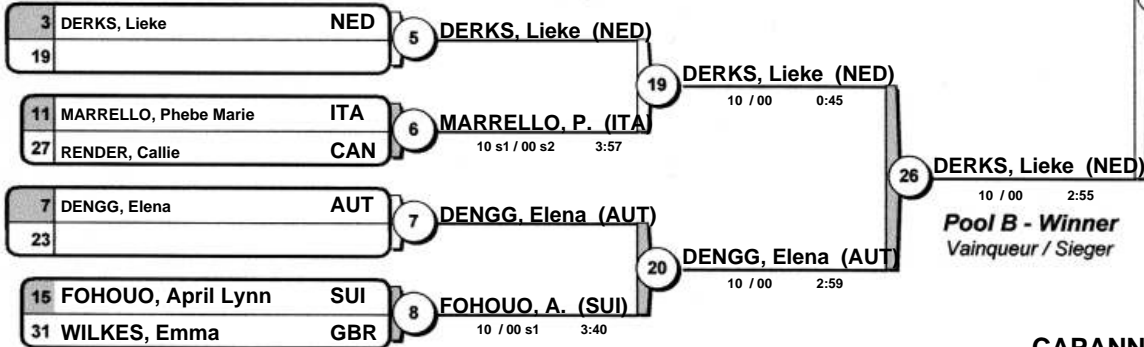 3 DERKS, Lieke NED
19
5
DERKS, Lieke (NED)
11 MARRELLO, Phebe Marie ITA
27 RENDER, Callie CAN
6
MARRELLO, P. (ITA)
10 s1 / 00 s2 3:57
19
DERKS, Lieke (NED)
10 / 00 0:45
7 DENGG, Elena AUT
23
7
DENGG, Elena (AUT)
15 FOHOUO, April Lynn SUI
31 WILKES, Emma GBR
8
FOHOUO, A. (SUI)
10 / 00 s1 3:40
20
DENGG, Elena (AUT)
10 / 00 2:59
26
DERKS, Lieke (NED)
10 / 00 2:55
Pool B - Winner
Vainqueur / Sieger